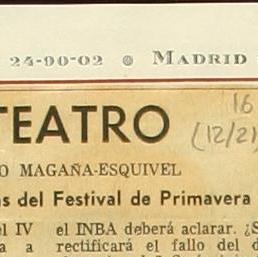 24-90-02 ⊙ MADRID
TEATRO
16
(12/21)
O MAGAÑA-ESQUIVEL
s del Festival de Primavera
el IV el INBA deberá aclarar. ¿S
a a rectificará el fallo del d